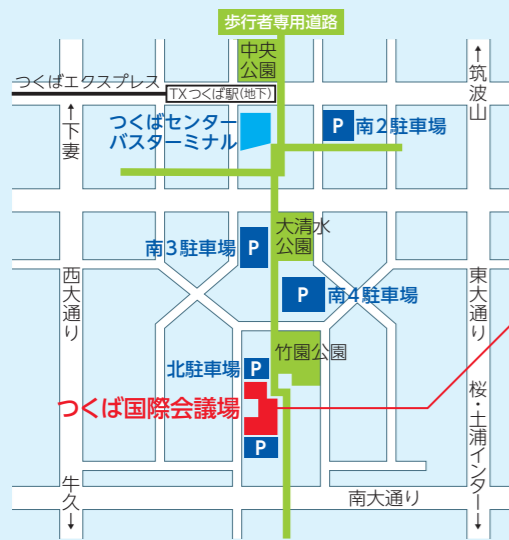 歩行者専用道路
中央
公園
つくばエクスプレス
TXつくば駅(地下)
↑
筑波山
↑
下妻
つくばセンター
バスターミナル
P
南2駐車場
大清水
公園
南3駐車場
P
P
南4駐車場
西大通り
東大通り
竹園公園
北駐車場
P
つくば国際会議場
P
桜・土浦インター
↓
牛久
↓
南大通り